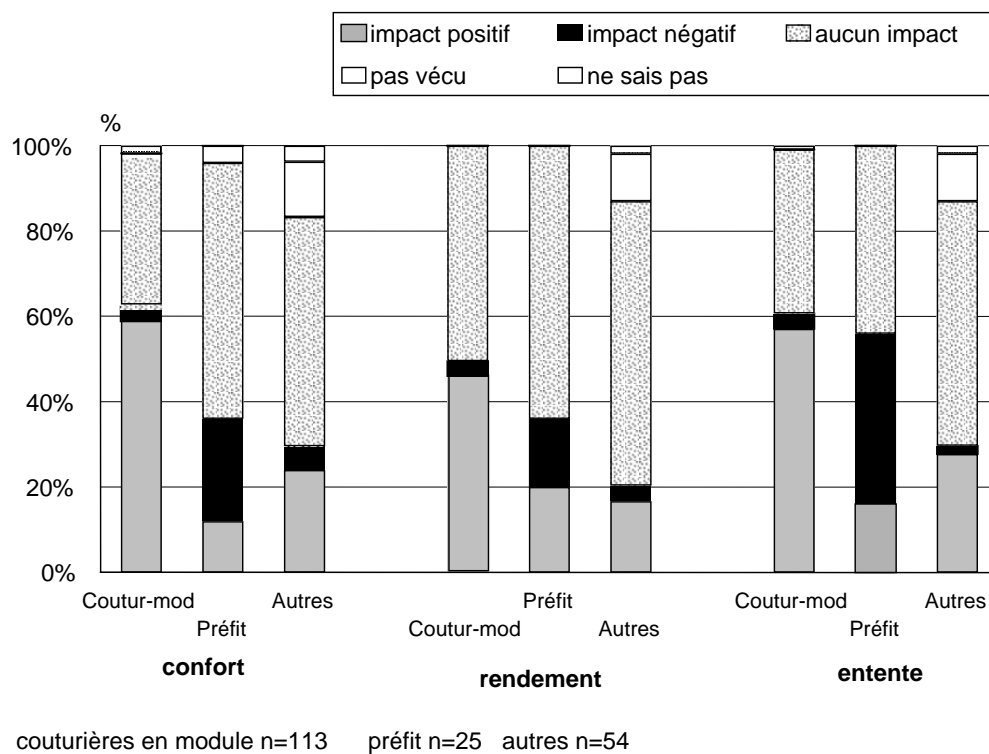 impact positif impact négatif aucun impact
pas vécu ne sais pas
%
100%
80%
60%
40%
20%
0%
Coutur-mod Autres Préfit Coutur-mod Autres
Préfit Coutur-mod Autres Préfit
confort rendement entente
couturières en module n=113 préfit n=25 autres n=54